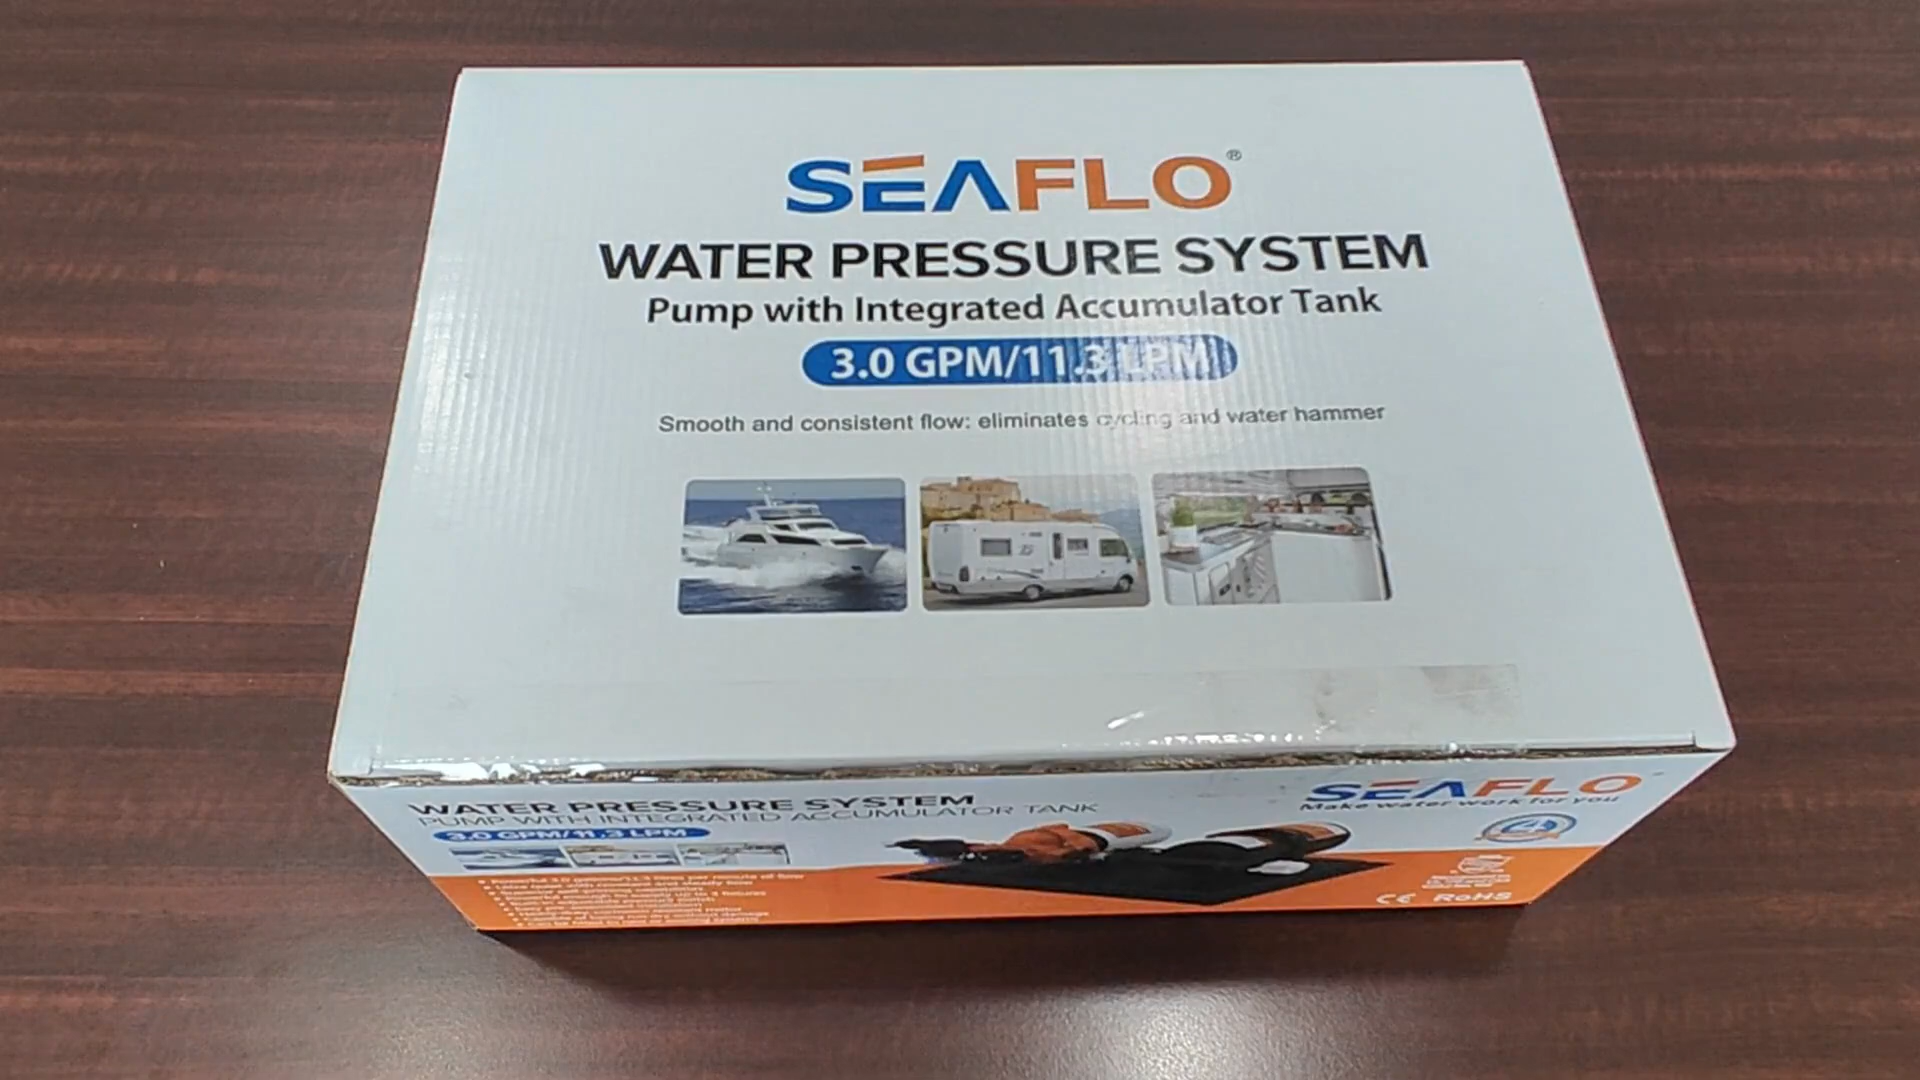 SEAFLO®
WATER PRESSURE SYSTEM
Pump with Integrated Accumulator Tank
3.0 GPM/11.3 LPM
Smooth and consistent flow: eliminates cycling and water hammer
WATER PRESSURE SYSTEM
PUMP WITH INTEGRATED ACCUMULATOR TANK
3.0 GPM/11.3 LPM
SEAFLO
Make water work for you
4
CE RoHS